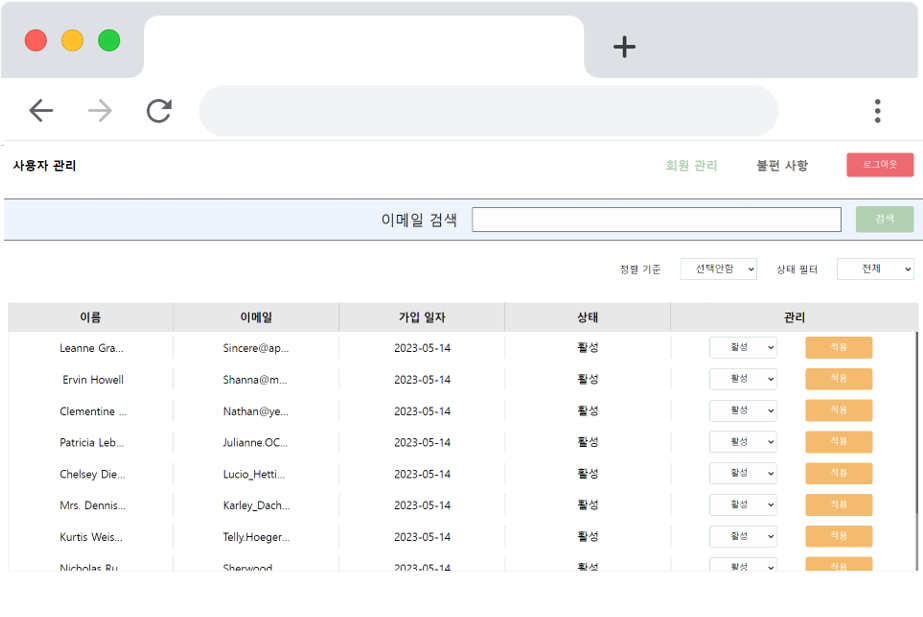 사용자 관리 회원 관리 불편 사항 로그아웃
이메일 검색 검색
정렬 기준 선택안함 상태 필터 전체
이름 이메일 가입 일자 상태 관리
Leanne Gra... Sincere@ap... 2023-05-14 활성 활성 적용
Ervin Howell Shanna@m... 2023-05-14 활성 활성 적용
Clementine ... Nathan@ye... 2023-05-14 활성 활성 적용
Patricia Leb... Julianne.OC... 2023-05-14 활성 활성 적용
Chelsey Die... Lucio_Hetti... 2023-05-14 활성 활성 적용
Mrs. Dennis... Karley_Dach... 2023-05-14 활성 활성 적용
Kurtis Weis... Telly.Hoeger... 2023-05-14 활성 활성 적용
Nicholas Ru... Sherwood... 2023-05-14 활성 활성 적용